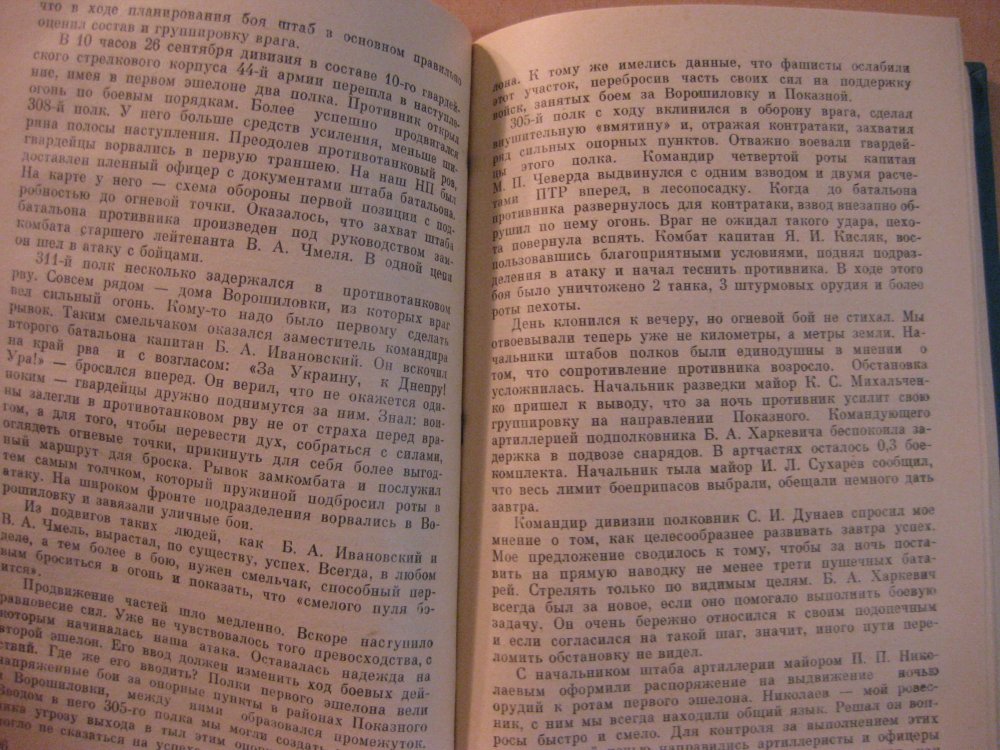 что в ходе планирования боя штаб в основном правильно
оценил состав и группировку врага.
В 10 часов 26 сентября дивизия в составе 10-го гвардей-
ского стрелкового корпуса 44-й армии перешла в наступле-
ние, имея в первом эшелоне два полка. Противник открыл
огонь по боевым порядкам. Более успешно продвигался
308-й полк. У него больше средств усиления, меньше ши-
рина полосы наступления. Преодолев противотанковый ров,
гвардейцы ворвались в первую траншею. На наш НП был
доставлен пленный офицер с документами штаба батальона.
На карте у него — схема обороны первой позиции с под-
робностью до огневой точки. Оказалось, что захват штаба
батальона противника произведен под руководством зам-
комбата старшего лейтенанта В. А. Чмеля. В одной цепи
он шел в атаку с бойцами.
311-й полк несколько задержался в противотанковом
рву. Совсем рядом — дома Ворошиловки, из которых враг
вел сильный огонь. Кому-то надо было первому сделать
рывок. Таким смельчаком оказался заместитель командира
второго батальона капитан Б. А. Ивановский. Он вскочил
на край рва и с возгласом: «За Украину, к Днепру!
Ура!» — бросился вперед. Он верил, что не окажется оди-
ноким — гвардейцы дружно поднимутся за ним. Знал: вои-
ны залегли в противотанковом рву не от страха перед вра-
гом, а для того, чтобы перевести дух, собраться с силами,
оглядеть огневые точки, прикинуть для себя более выгод-
ный маршрут для броска. Рывок замкомбата и послужил
тем самым толчком, который пружиной подбросил роты в
атаку. На широком фронте подразделения ворвались в Во-
рошиловку и завязали уличные бои.
Из подвигов таких людей, как Б. А. Ивановский и
В. А. Чмель, вырастал, по существу, успех. Всегда, в любом
деле, а тем более в бою, нужен смельчак, способный пер-
вым броситься в огонь и показать, что «смелого пуля бо-
ится».
Продвижение частей шло медленно. Вскоре наступило
равновесие сил. Уже не чувствовалось того превосходства, с
которым начиналась наша атака. Оставалась надежда на
второй эшелон. Его ввод должен изменить ход боевых дей-
ствий. Где же его вводить? Полки первого эшелона вели
напряженные бои за опорные пункты в районах Показного
и Ворошиловки, между ними образовался промежуток.
Вводом в него 305-го полка мы могли создать
угрозу выхода в тыл этим
могло не сказаться на
лона. К тому же имелись данные, что фашисты ослабили
этот участок, перебросив часть своих сил на поддержку
войск, занятых боем за Ворошиловку и Показной.
305-й полк с ходу вклинился в оборону врага, сделал
внушительную «вмятину» и, отражая контратаки, захватил
ряд сильных опорных пунктов. Отважно воевали гвардей-
цы этого полка. Командир четвертой роты капитан
М. П. Чеверда выдвинулся с одним взводом и двумя расче-
тами ПТР вперед, в лесопосадку. Когда до батальона
противника развернулось для контратаки, взвод внезапно об-
рушил по нему огонь. Враг не ожидал такого удара, пехо-
та повернула вспять. Комбат капитан Я. И. Кисляк, вос-
пользовавшись благоприятными условиями, поднял подраз-
деления в атаку и начал теснить противника. В ходе этого
боя было уничтожено 2 танка, 3 штурмовых орудия и более
роты пехоты.
День клонился к вечеру, но огневой бой не стихал. Мы
отвоевывали теперь уже не километры, а метры земли. На-
чальники штабов полков были единодушны в мнении о
том, что сопротивление противника возросло. Обстановка
усложнилась. Начальник разведки майор К. С. Михальчен-
ко пришел к выводу, что за ночь противник усилит свою
группировку на направлении Показного. Командующего
артиллерией подполковника Б. А. Харкевича беспокоила за-
держка в подвозе снарядов. В артчастях осталось 0,3 бое-
комплекта. Начальник тыла майор И. Л. Сухарев сообщил,
что весь лимит боеприпасов выбрали, обещали немного дать
завтра.
Командир дивизии полковник С. И. Дунаев спросил мое
мнение о том, как целесообразнее развивать завтра успех.
Мое предложение сводилось к тому, чтобы за ночь поста-
вить на прямую наводку не менее трети пушечных бата-
рей. Стрелять только по видимым целям. Б. А. Харкевич
всегда был за новое, если оно помогало выполнить боевую
задачу. Он очень бережно относился к своим подопечным
и если согласился на такой шаг, значит, иного пути пере-
ломить обстановку не видел.
С начальником штаба артиллерии майором П. П. Нико-
лаевым оформили распоряжение на выдвижение ночью
орудий к ротам первого эшелона. Николаев — мой ровес-
ник, с ним мы всегда находили общий язык. Решал он воп-
росы быстро и смело. Для контроля за выполнением этих
направились артиллеристы и офицеры